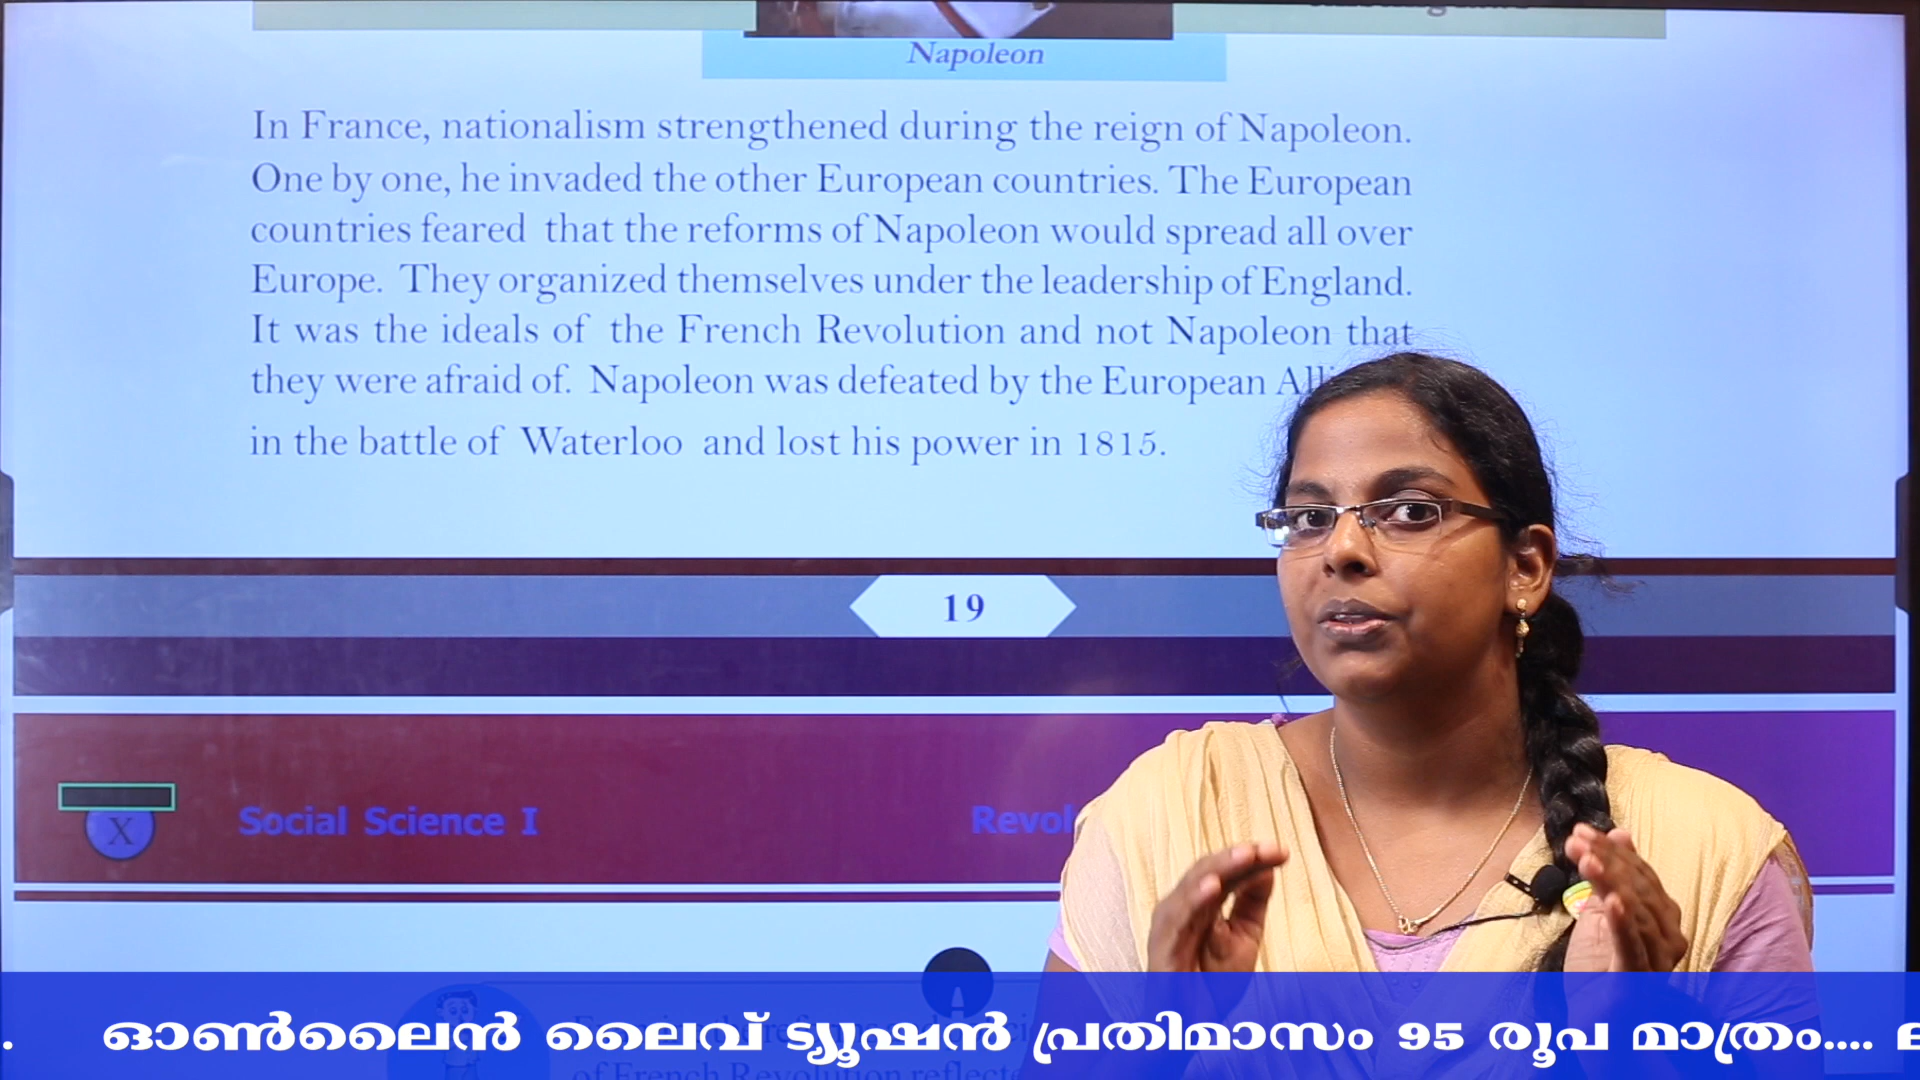 Napoleon
In France, nationalism strengthened during the reign of Napoleon.
One by one, he invaded the other European countries. The European
countries feared that the reforms of Napoleon would spread all over
Europe. They organized themselves under the leadership of England.
It was the ideals of the French Revolution and not Napoleon that
they were afraid of. Napoleon was defeated by the European
in the battle of Waterloo and lost his power in 1815.
19
X
Social Science I
the
of French Revolution
. ഓൺലൈൻ ലൈവ് ട്യൂഷൻ പ്രതിമാസം 95 രൂപ മാത്രം....